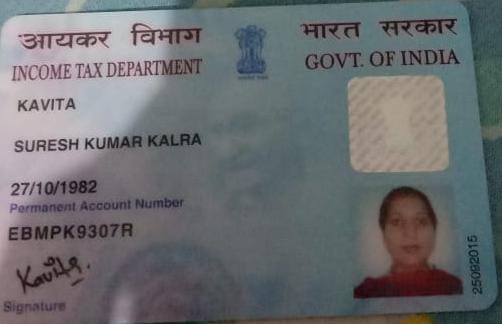 आयकर विभाग
भारत सरकार
INCOME TAX DEPARTMENT
GOVT. OF INDIA
KAVITA
SURESH KUMAR KALRA
27/10/1982
Permanent Account Number
EBMPK9307R
Kavita.
Signature
25092015